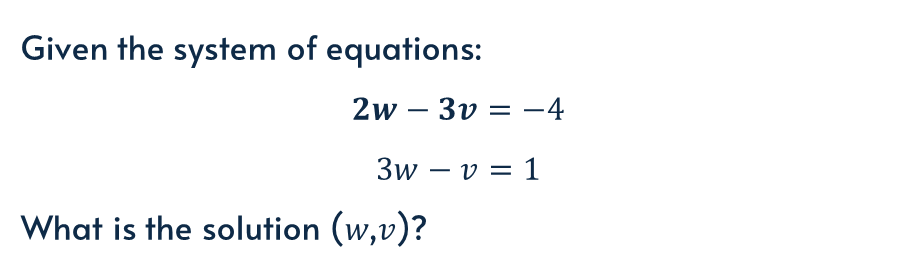 Given the system of equations:
2w − 3v = −4
3w − v = 1
What is the solution (w,v)?